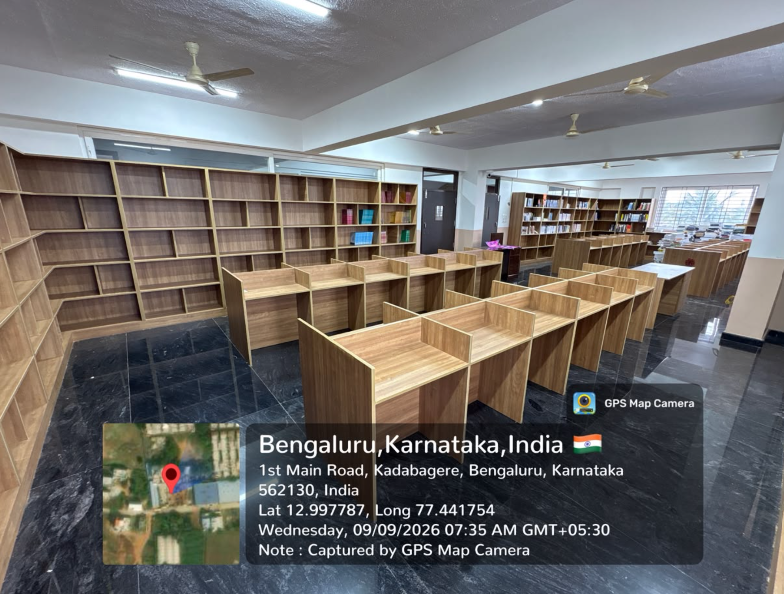 GPS Map Camera
Bengaluru,Karnataka,India
1st Main Road, Kadabagere, Bengaluru, Karnataka
562130, India
Lat 12.997787, Long 77.441754
Wednesday, 09/09/2026 07:35 AM GMT+05:30
Note : Captured by GPS Map Camera